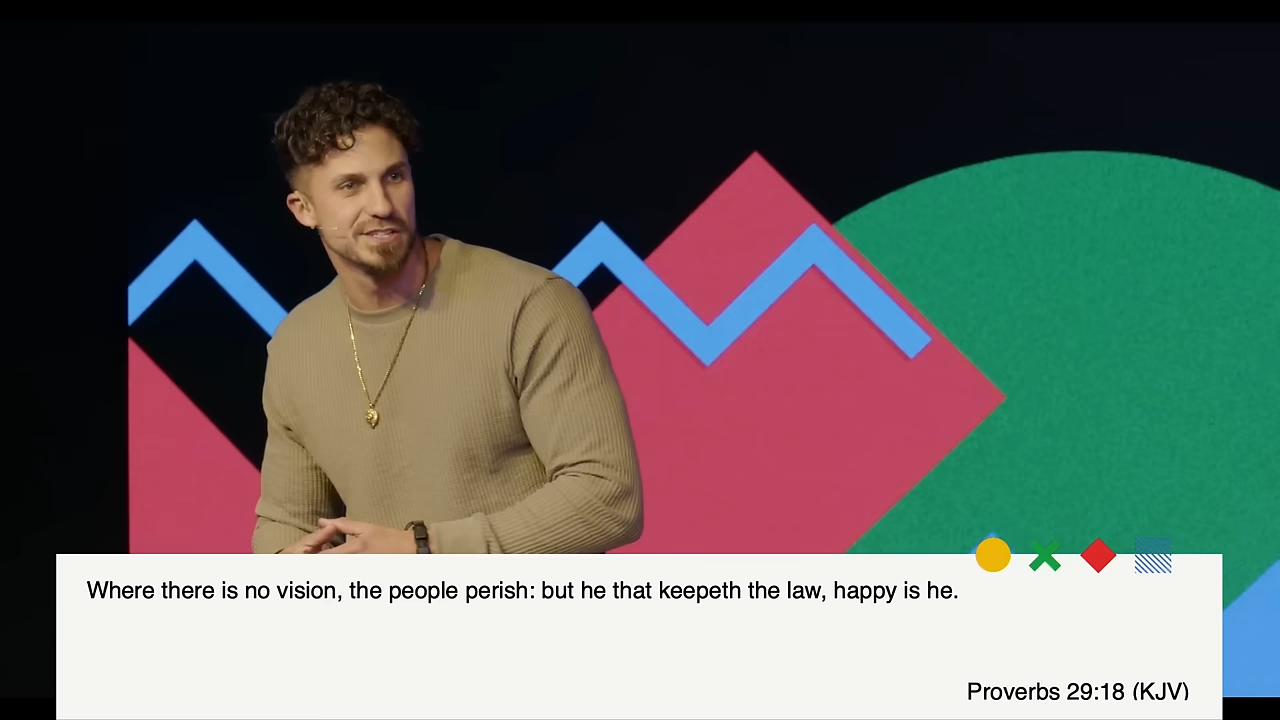 Where there is no vision, the people perish: but he that keepeth the law, happy is he.
Proverbs 29:18 (KJV)